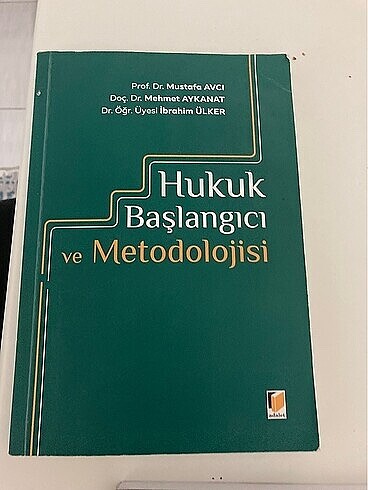 Prof. Dr. Mustafa AVCI
Doç. Dr. Mehmet AYKANAT
Dr. Öğr. Üyesi İbrahim ÜLKER
Hukuk
Başlangıcı
ve Metodolojisi
adalet